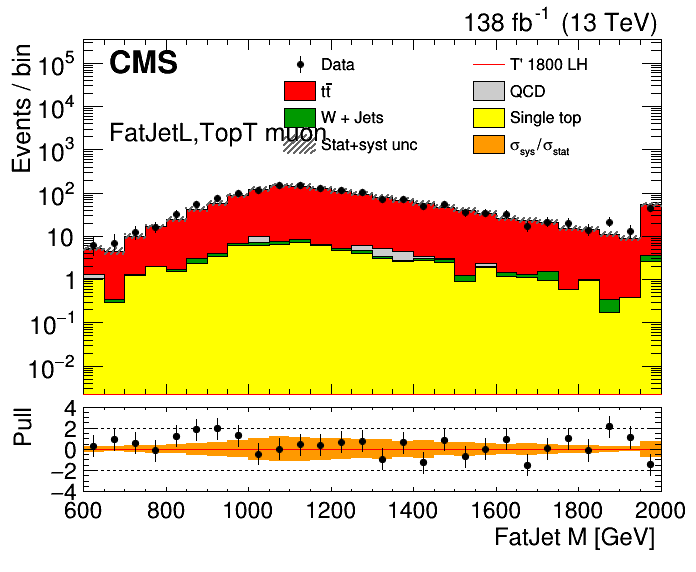 138 fb⁻¹ (13 TeV)
CMS
Data
T' 1800 LH
tt̄
QCD
W + Jets
Single top
Stat+syst unc
σsys/σstat
FatJetL,TopT muon
Events / bin
10⁵
10⁴
10³
10²
10
1
10⁻¹
10⁻²
Pull
4
2
0
−2
−4
600 800 1000 1200 1400 1600 1800 2000
FatJet M [GeV]